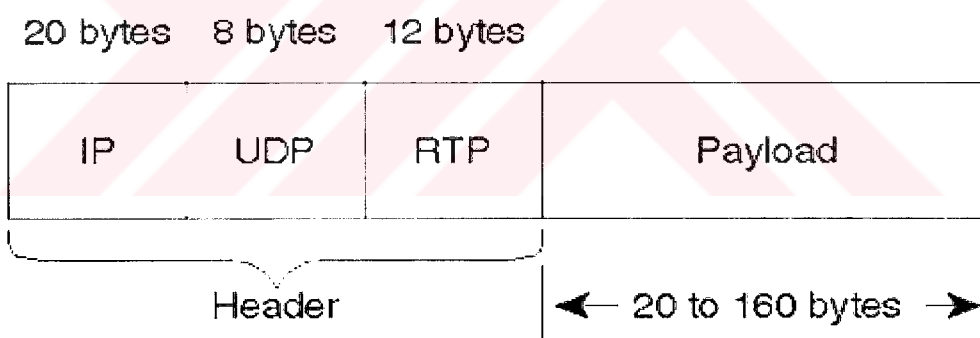 20 bytes 8 bytes 12 bytes
IP UDP RTP Payload
Header 20 to 160 bytes